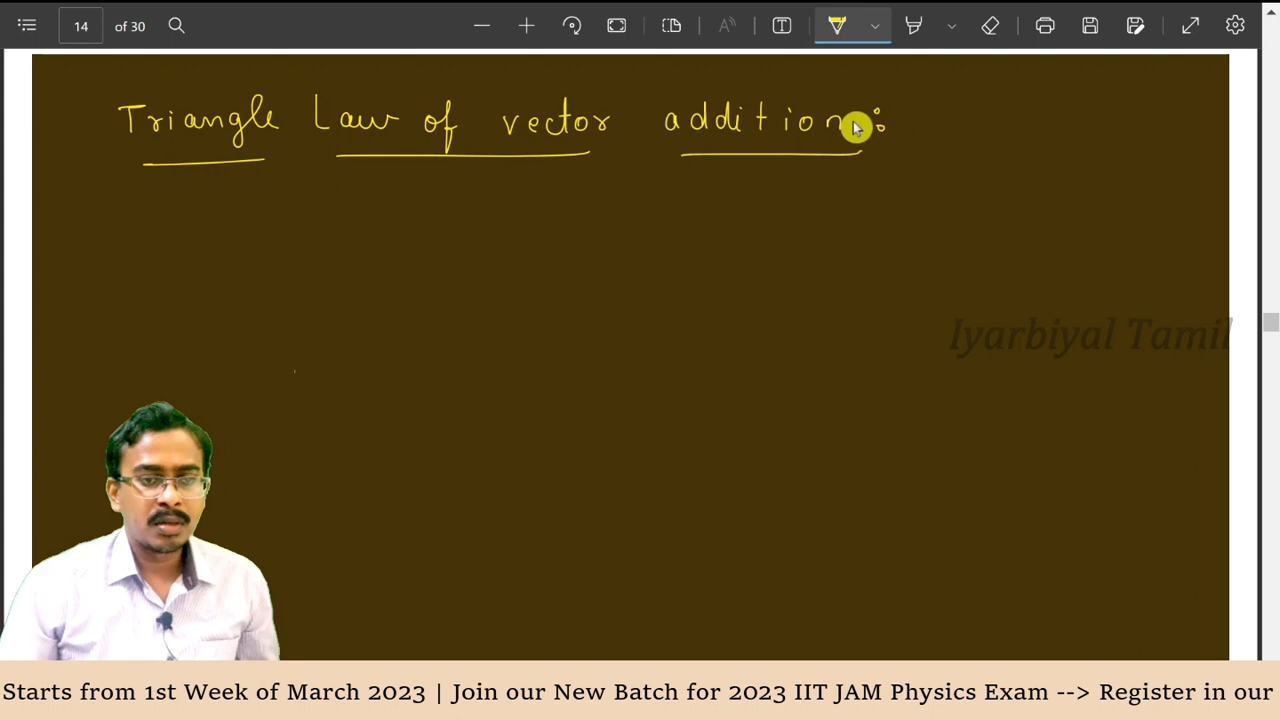 14 of 30
Triangle Law of vector addition:
Iyarbiyal Tamil
Starts from 1st Week of March 2023 | Join our New Batch for 2023 IIT JAM Physics Exam --> Register in our